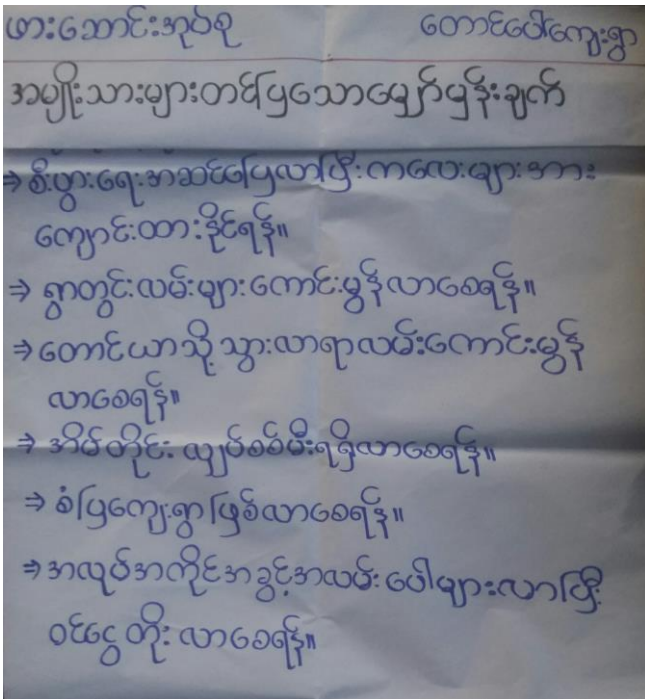 ဖားဆောင်းအုပ်စု တောင်ပေါ်ကျေးရွာ
အမျိုးသားများတင်ပြသောမျှော်မှန်းချက်
⇒ စီးပွားရေးအဆင်ပြေလာပြီးကလေးများအား
ကျောင်းထားနိုင်ရန်။
⇒ ရွာတွင်းလမ်းများကောင်းမွန်လာစေရန်။
⇒ တောင်ယာသို့သွားလာရာလမ်းကောင်းမွန်
လာစေရန်။
⇒ အိမ်တိုင်း လျှပ်စစ်မီးရရှိလာစေရန်။
⇒ စံပြကျေးရွာဖြစ်လာစေရန်။
⇒ အလုပ်အကိုင်အခွင့်အလမ်းပေါများလာပြီး
ဝင်ငွေတိုးလာစေရန်။